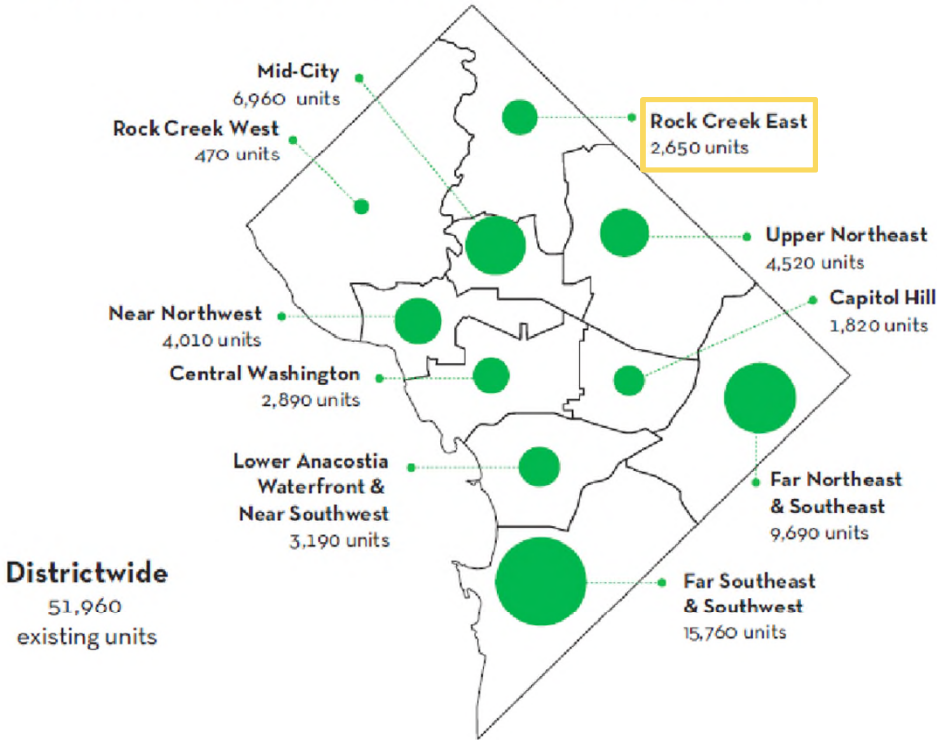 Mid-City
6,960 units
Rock Creek West
470 units
Rock Creek East
2,650 units
Upper Northeast
4,520 units
Capitol Hill
1,820 units
Near Northwest
4,010 units
Central Washington
2,890 units
Lower Anacostia
Waterfront &
Near Southwest
3,190 units
Far Northeast
& Southeast
9,690 units
Districtwide
51,960
existing units
Far Southeast
& Southwest
15,760 units